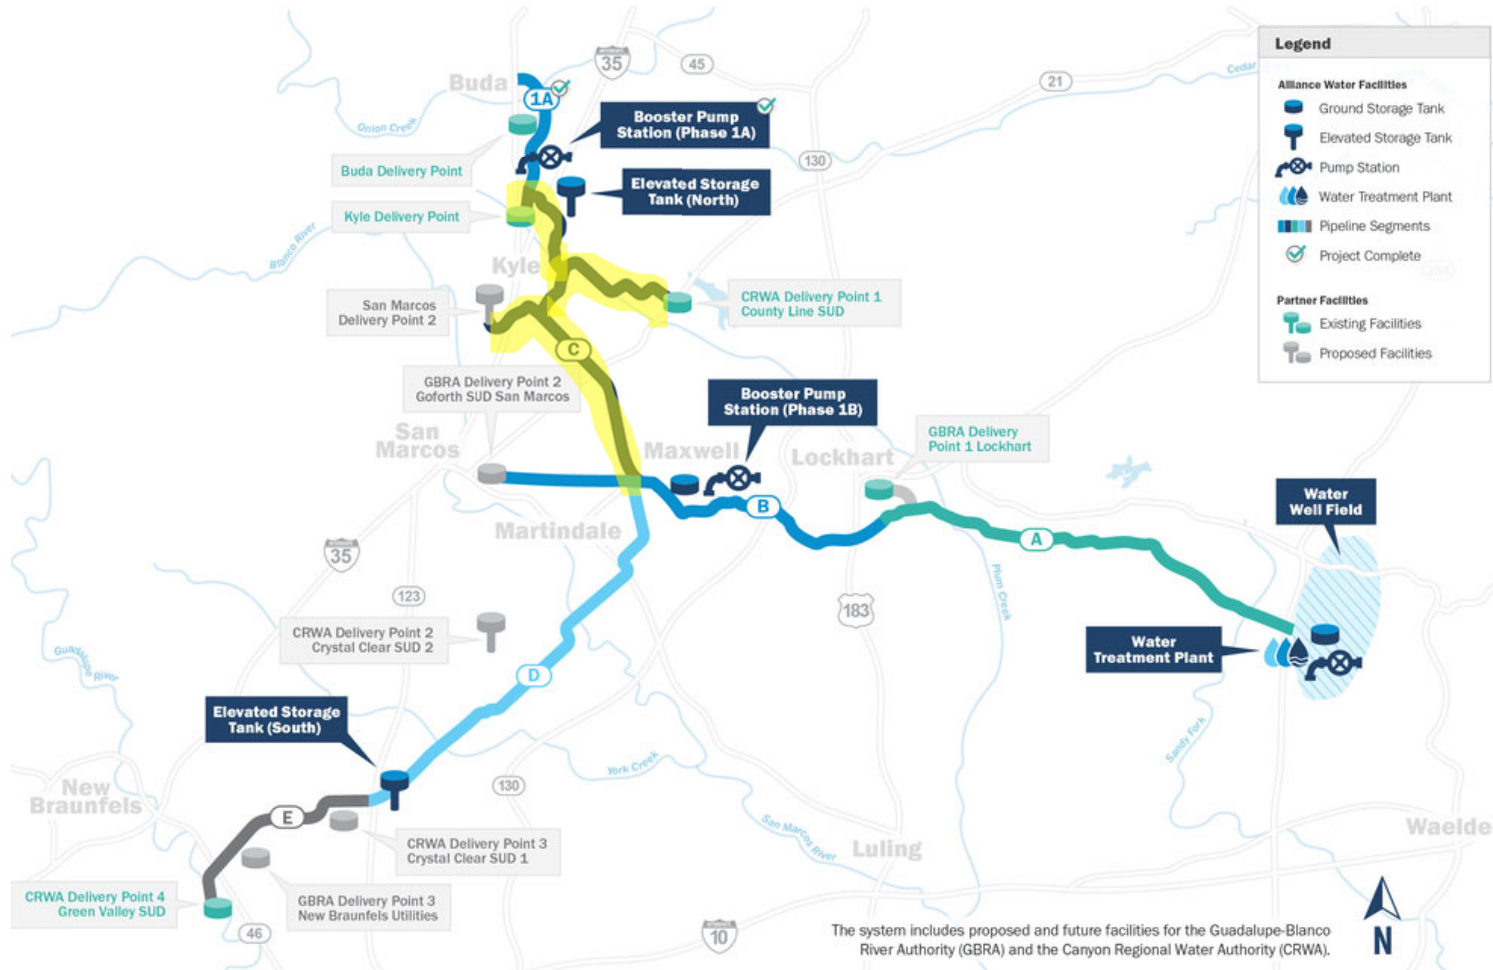 Legend
Alliance Water Facilities
Ground Storage Tank
Elevated Storage Tank
Pump Station
Water Treatment Plant
Pipeline Segments
Project Complete
Partner Facilities
Existing Facilities
Proposed Facilities
INTERSTATE
35
45
21
Cedar
Buda
1A
Onion Creek
Booster Pump
Station (Phase 1A)
130
Buda Delivery Point
Elevated Storage
Tank (North)
Kyle Delivery Point
Blanco River
Kyle
San Marcos
Delivery Point 2
CRWA Delivery Point 1
County Line SUD
C
GBRA Delivery Point 2
Goforth SUD San Marcos
Booster Pump
Station (Phase 1B)
San
Marcos
Maxwell
Lockhart
GBRA Delivery
Point 1 Lockhart
B
Water
Well Field
Martindale
A
INTERSTATE
35
123
183
Plum Creek
CRWA Delivery Point 2
Crystal Clear SUD 2
Water
Treatment Plant
Guadalupe River
D
Elevated Storage
Tank (South)
Sandy Fork
York Creek
130
New
Braunfels
E
San Marcos River
Luling
Waelde
CRWA Delivery Point 3
Crystal Clear SUD 1
CRWA Delivery Point 4
Green Valley SUD
GBRA Delivery Point 3
New Braunfels Utilities
46
INTERSTATE
10
The system includes proposed and future facilities for the Guadalupe-Blanco
River Authority (GBRA) and the Canyon Regional Water Authority (CRWA).
N